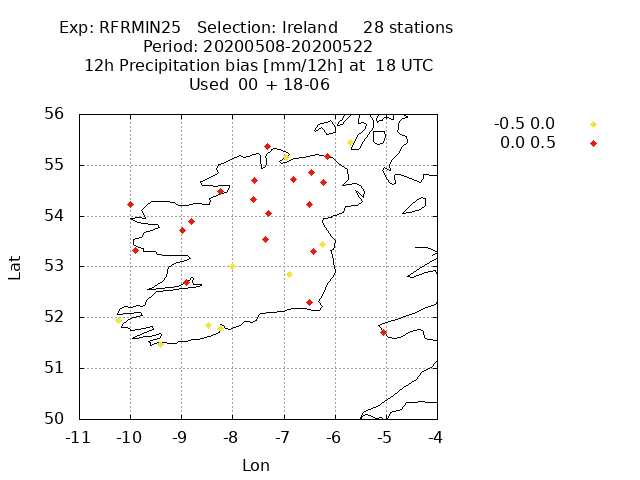 Exp: RFRMIN25   Selection: Ireland     28 stations
Period: 20200508-20200522
12h Precipitation bias [mm/12h] at  18 UTC
Used  00 + 18-06
-0.5 0.0
0.0 0.5
56
55
54
53
52
51
50
Lat
-11 -10 -9 -8 -7 -6 -5 -4
Lon